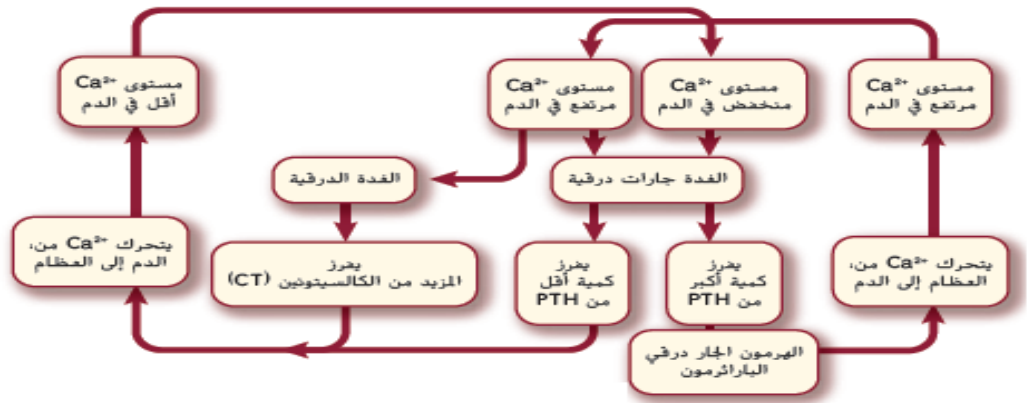 مستوى Ca²⁺
مرتفع في الدم
مستوى Ca²⁺
منخفض في الدم
مستوى Ca²⁺
مرتفع في الدم
مستوى Ca²⁺
أقل في الدم
الغدة جارات درقية
الغدة الدرقية
يتحرك Ca²⁺ من،
العظام إلى الدم
يفرز
كمية أكبر
من PTH
يفرز
كمية أقل
من PTH
يفرز
المزيد من الكالسيتونين (CT)
يتحرك Ca²⁺ من،
الدم إلى العظام
الهرمون الجار درقي
الباراثرمون